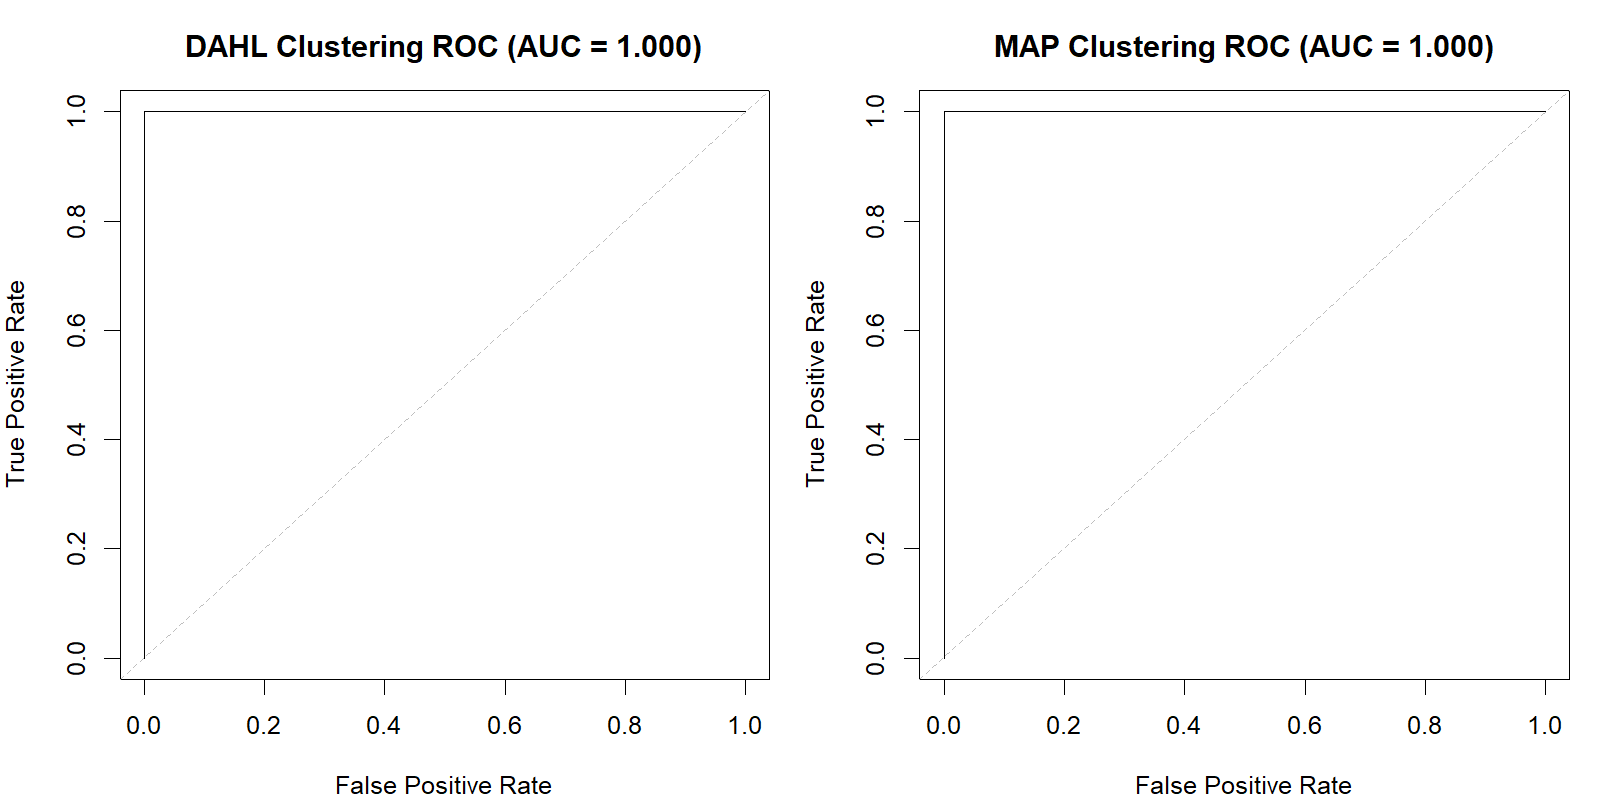 DAHL Clustering ROC (AUC = 1.000)
True Positive Rate
1.0
0.8
0.6
0.4
0.2
0.0
0.0 0.2 0.4 0.6 0.8 1.0
False Positive Rate
MAP Clustering ROC (AUC = 1.000)
True Positive Rate
1.0
0.8
0.6
0.4
0.2
0.0
0.0 0.2 0.4 0.6 0.8 1.0
False Positive Rate